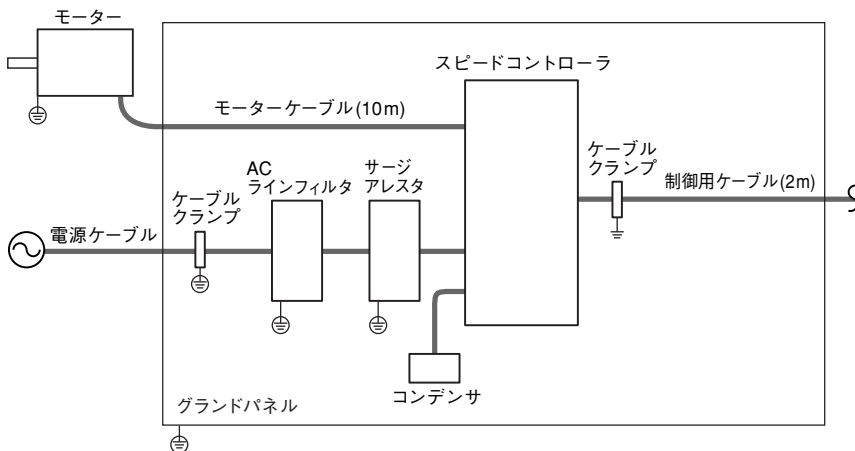 モーター
スピードコントローラ
モーターケーブル(10m)
ケーブル
クランプ
制御用ケーブル(2m)
AC
ラインフィルタ
サージ
アレスタ
ケーブル
クランプ
電源ケーブル
コンデンサ
グランドパネル